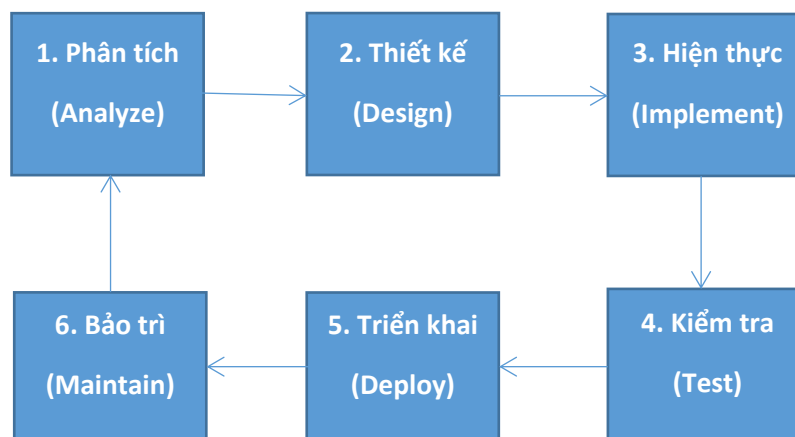 1. Phân tích
(Analyze)
2. Thiết kế
(Design)
3. Hiện thực
(Implement)
4. Kiểm tra
(Test)
5. Triển khai
(Deploy)
6. Bảo trì
(Maintain)